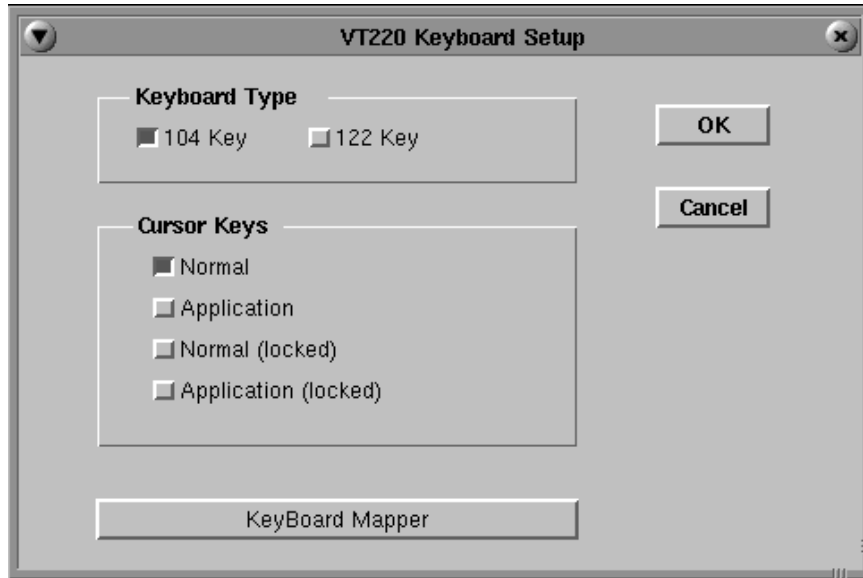 VT220 Keyboard Setup
Keyboard Type
104 Key 122 Key
OK
Cancel
Cursor Keys
Normal
Application
Normal (locked)
Application (locked)
KeyBoard Mapper